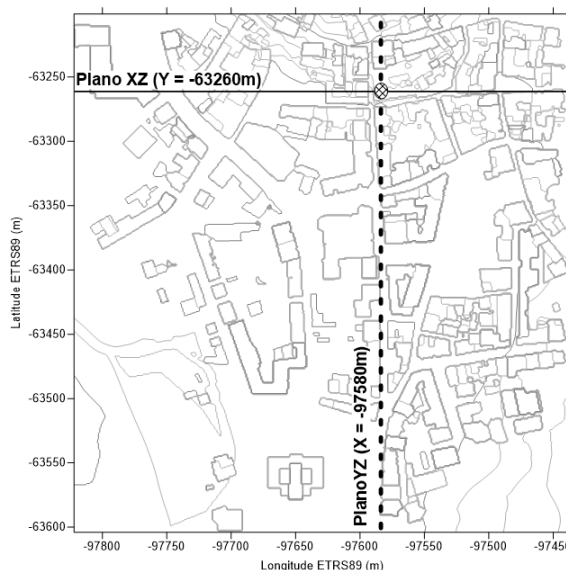 -63250
Plano XZ (Y = -63260m)
-63300
-63350
Latitude ETRS89 (m)
-63400
-63450
PlanoYZ (X = -97580m)
-63500
-63550
-63600
-97800 -97750 -97700 -97650 -97600 -97550 -97500 -97450
Longitude ETRS89 (m)